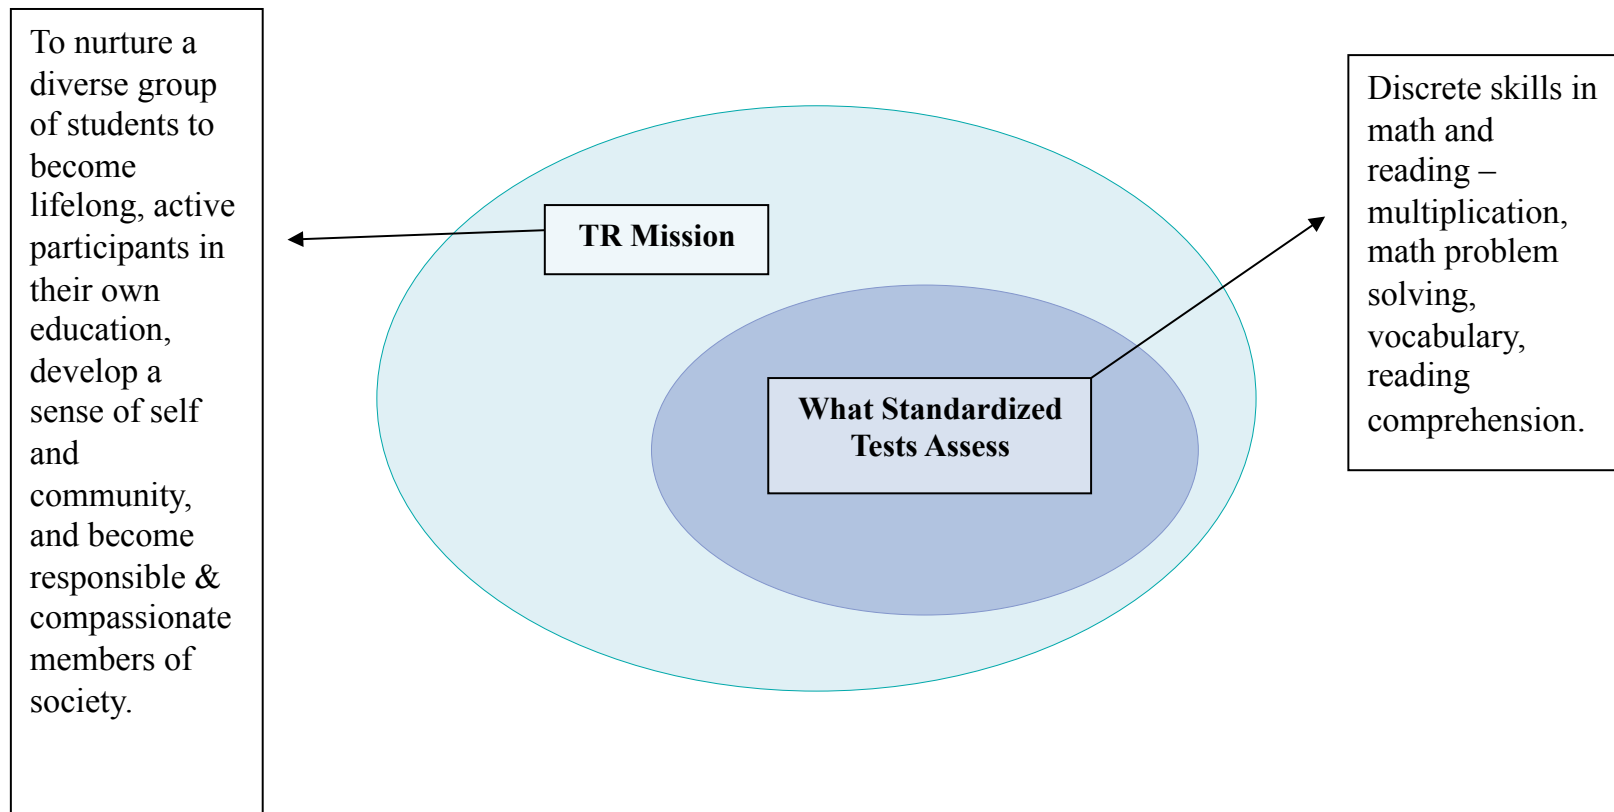 To nurture a
diverse group
of students to
become
lifelong, active
participants in
their own
education,
develop a
sense of self
and
community,
and become
responsible &
compassionate
members of
society.
TR Mission
What Standardized
Tests Assess
Discrete skills in
math and
reading –
multiplication,
math problem
solving,
vocabulary,
reading
comprehension.